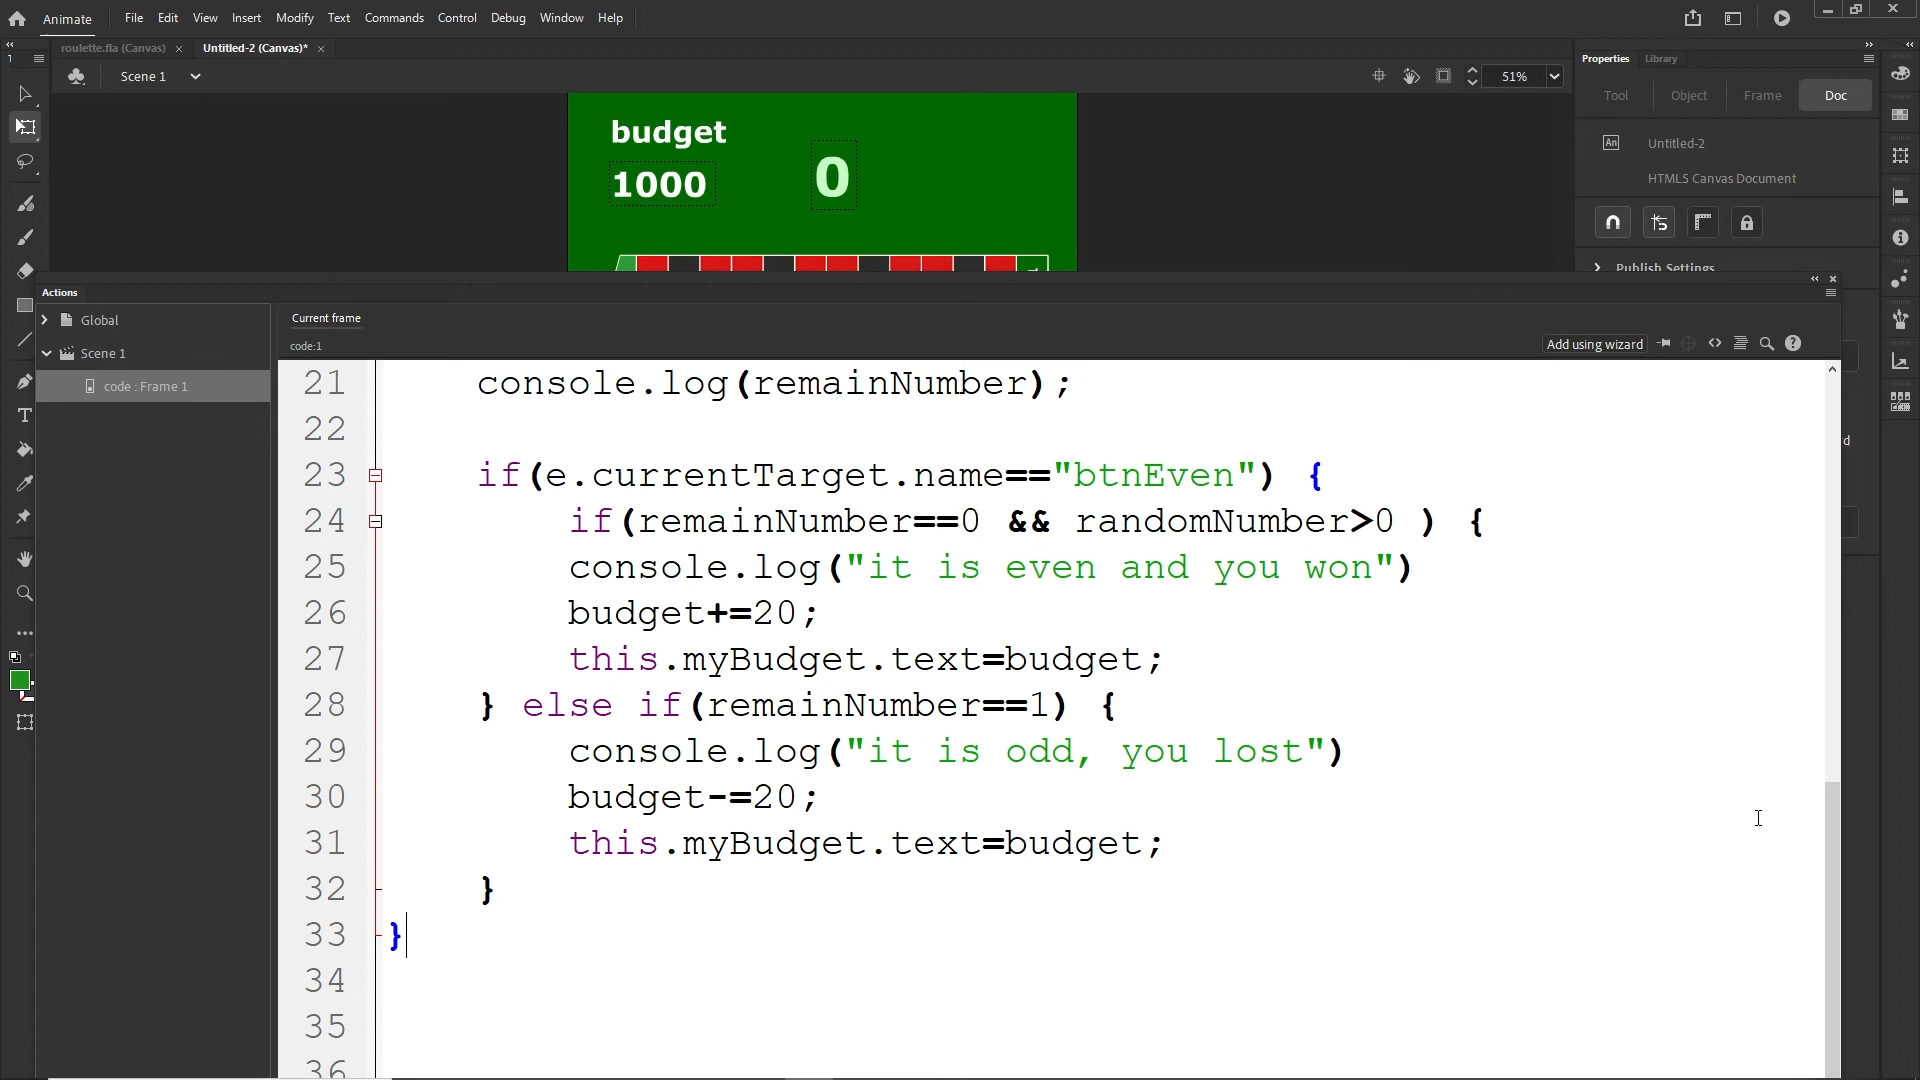 Animate File Edit View Insert Modify Text Commands Control Debug Window Help
roulette.fla (Canvas) × Untitled-2 (Canvas)* ×
Scene 1
51%
budget
1000
0
Properties Library
Tool Object Frame Doc
An Untitled-2
HTML5 Canvas Document
Publish Settings
Actions
Global
Scene 1
code : Frame 1
Current frame
code:1
Add using wizard
21 console.log(remainNumber);
22
23 if(e.currentTarget.name=="btnEven") {
24 if(remainNumber==0 && randomNumber>0 ) {
25 console.log("it is even and you won")
26 budget+=20;
27 this.myBudget.text=budget;
28 } else if(remainNumber==1) {
29 console.log("it is odd, you lost")
30 budget-=20;
31 this.myBudget.text=budget;
32 }
33 }
34
35
36